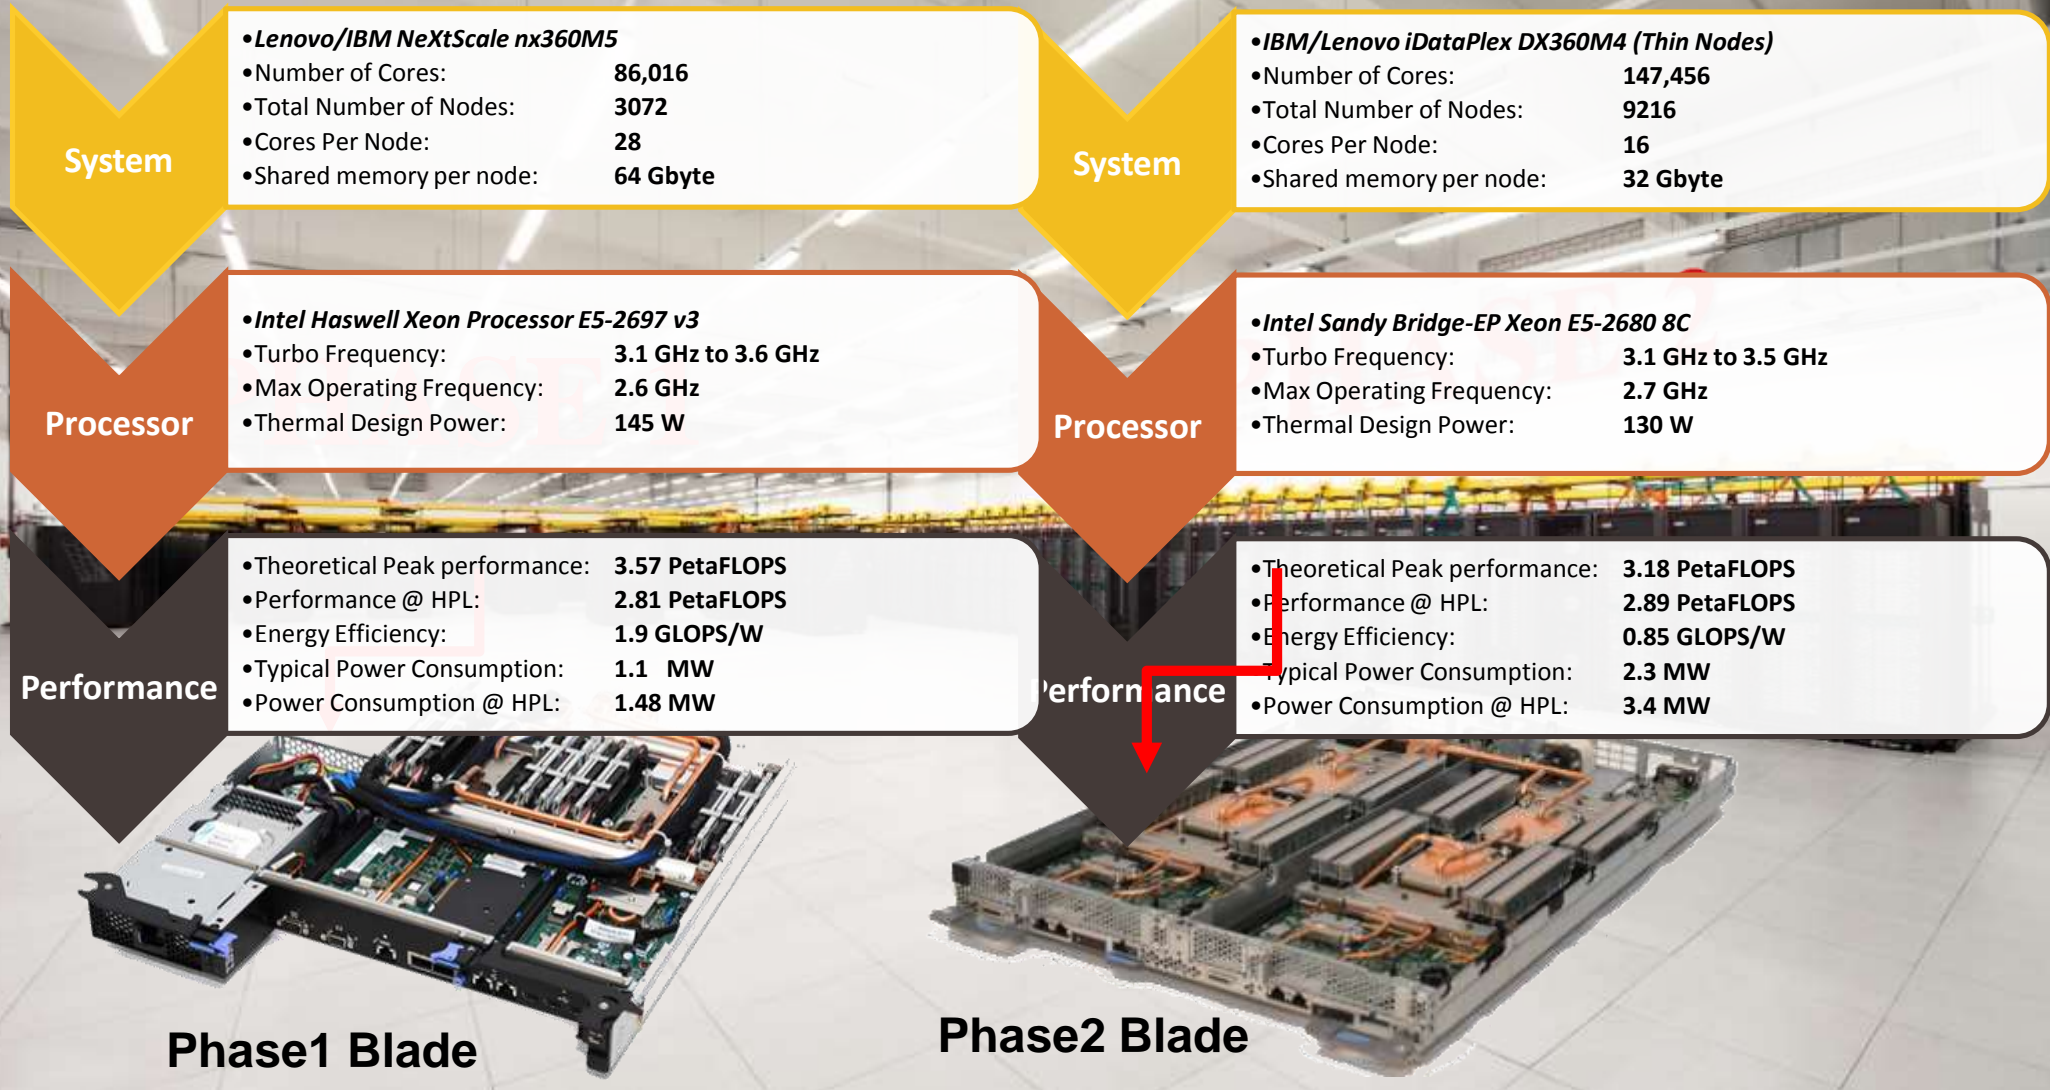 System
•Lenovo/IBM NeXtScale nx360M5
•Number of Cores: 86,016
•Total Number of Nodes: 3072
•Cores Per Node: 28
•Shared memory per node: 64 Gbyte
Processor
•Intel Haswell Xeon Processor E5-2697 v3
•Turbo Frequency: 3.1 GHz to 3.6 GHz
•Max Operating Frequency: 2.6 GHz
•Thermal Design Power: 145 W
Performance
•Theoretical Peak performance: 3.57 PetaFLOPS
•Performance @ HPL: 2.81 PetaFLOPS
•Energy Efficiency: 1.9 GLOPS/W
•Typical Power Consumption: 1.1 MW
•Power Consumption @ HPL: 1.48 MW
Phase1 Blade
System
•IBM/Lenovo iDataPlex DX360M4 (Thin Nodes)
•Number of Cores: 147,456
•Total Number of Nodes: 9216
•Cores Per Node: 16
•Shared memory per node: 32 Gbyte
Processor
•Intel Sandy Bridge-EP Xeon E5-2680 8C
•Turbo Frequency: 3.1 GHz to 3.5 GHz
•Max Operating Frequency: 2.7 GHz
•Thermal Design Power: 130 W
Performance
•Theoretical Peak performance: 3.18 PetaFLOPS
•Performance @ HPL: 2.89 PetaFLOPS
•Energy Efficiency: 0.85 GLOPS/W
Typical Power Consumption: 2.3 MW
•Power Consumption @ HPL: 3.4 MW
Phase2 Blade